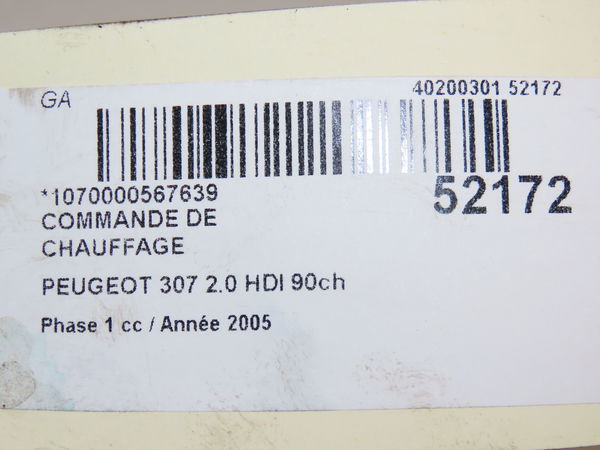 GA
40200301 52172
*1070000567639
52172
COMMANDE DE
CHAUFFAGE
PEUGEOT 307 2.0 HDI 90ch
Phase 1 cc / Année 2005